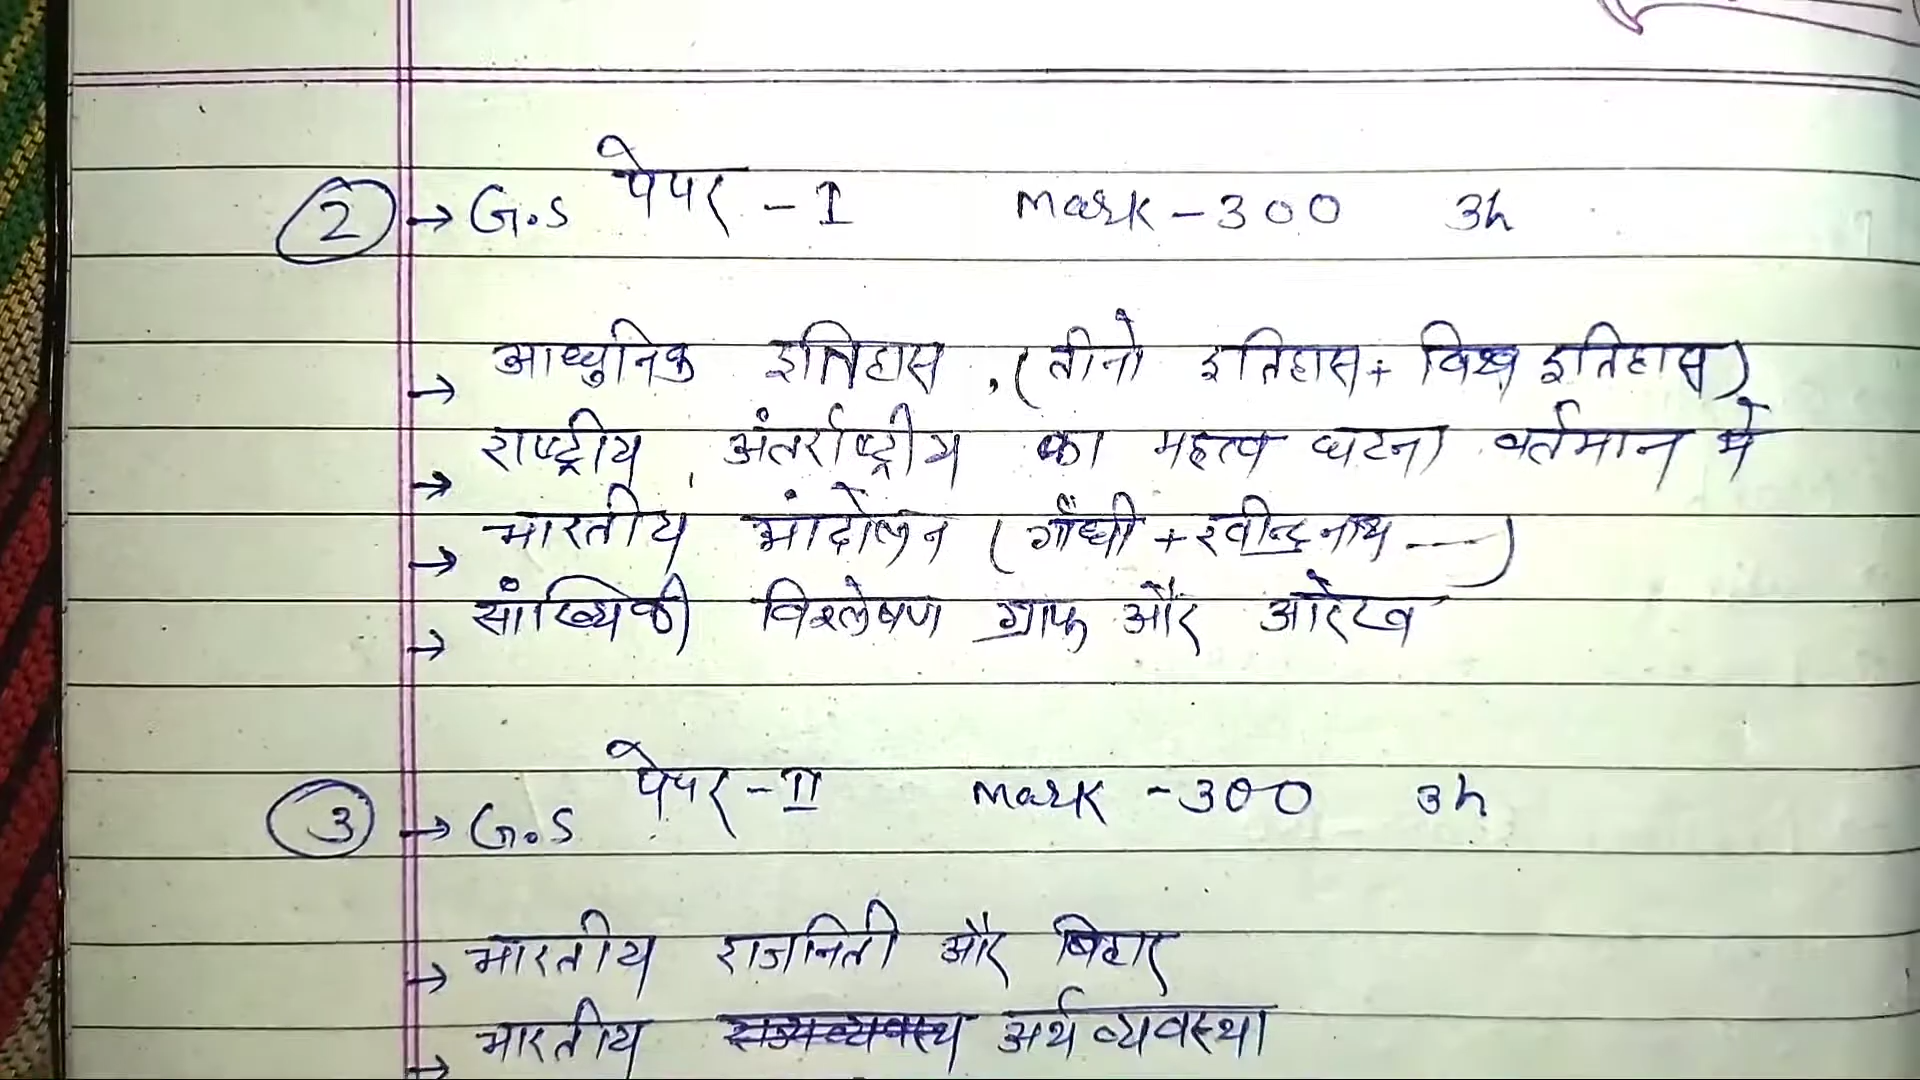 ② → G.S पेपर - I mark - 300 3h
→ आध्युनिक इतिहास, (तीनो इतिहास + विश्व इतिहास)
→ राष्ट्रीय, अंतर्राष्ट्रीय का महत्व घटना वर्तमान मे
→ भारतीय आंदोलन (गाँधी + रवीन्द्र नाथ ----)
→ सांख्यिकी विश्लेषण ग्राफ और आरेख
③ → G.S पेपर - II mark - 300 3h
→ भारतीय राजनिती और बिहार
→ भारतीय अर्थव्यवस्था